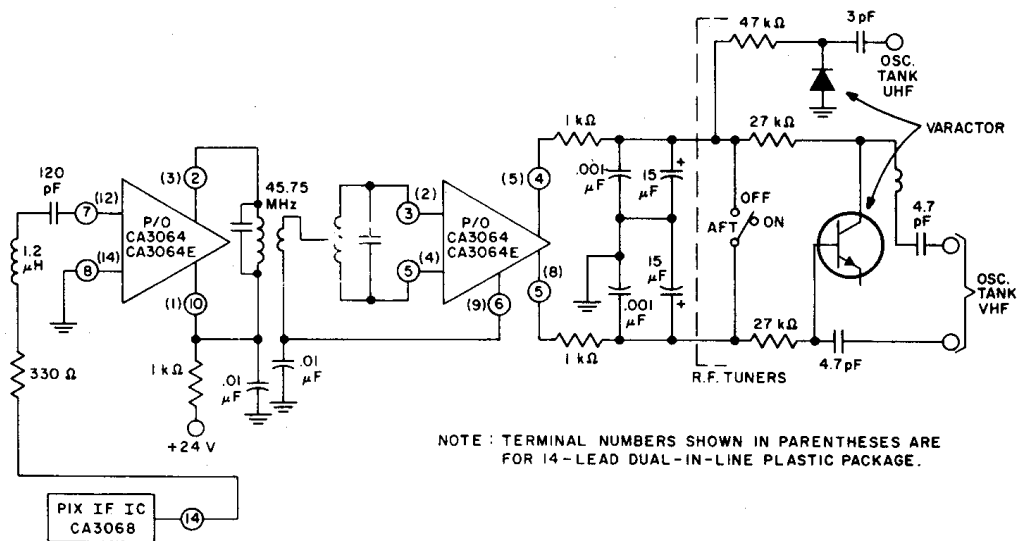 47 kΩ
3 pF
OSC.
TANK
UHF
VARACTOR
1 kΩ
27 kΩ
120
pF
(3) 2
45.75
MHz
7 (12)
P/O
CA3064
CA3064E
8 (14)
(1) 10
1.2
μH
330 Ω
1 kΩ
+24 V
.01
μF
.01
μF
3 (2)
5 (4)
P/O
CA3064
CA3064E
(5) 4
(8)
5
(9) 6
.001
μF
15
μF
+
OFF
AFT
ON
.001
μF
15
μF
+
1 kΩ
27 kΩ
R.F. TUNERS
4.7
pF
4.7 pF
OSC.
TANK
VHF
NOTE : TERMINAL NUMBERS SHOWN IN PARENTHESES ARE
FOR 14-LEAD DUAL-IN-LINE PLASTIC PACKAGE.
PIX IF IC
CA3068
14